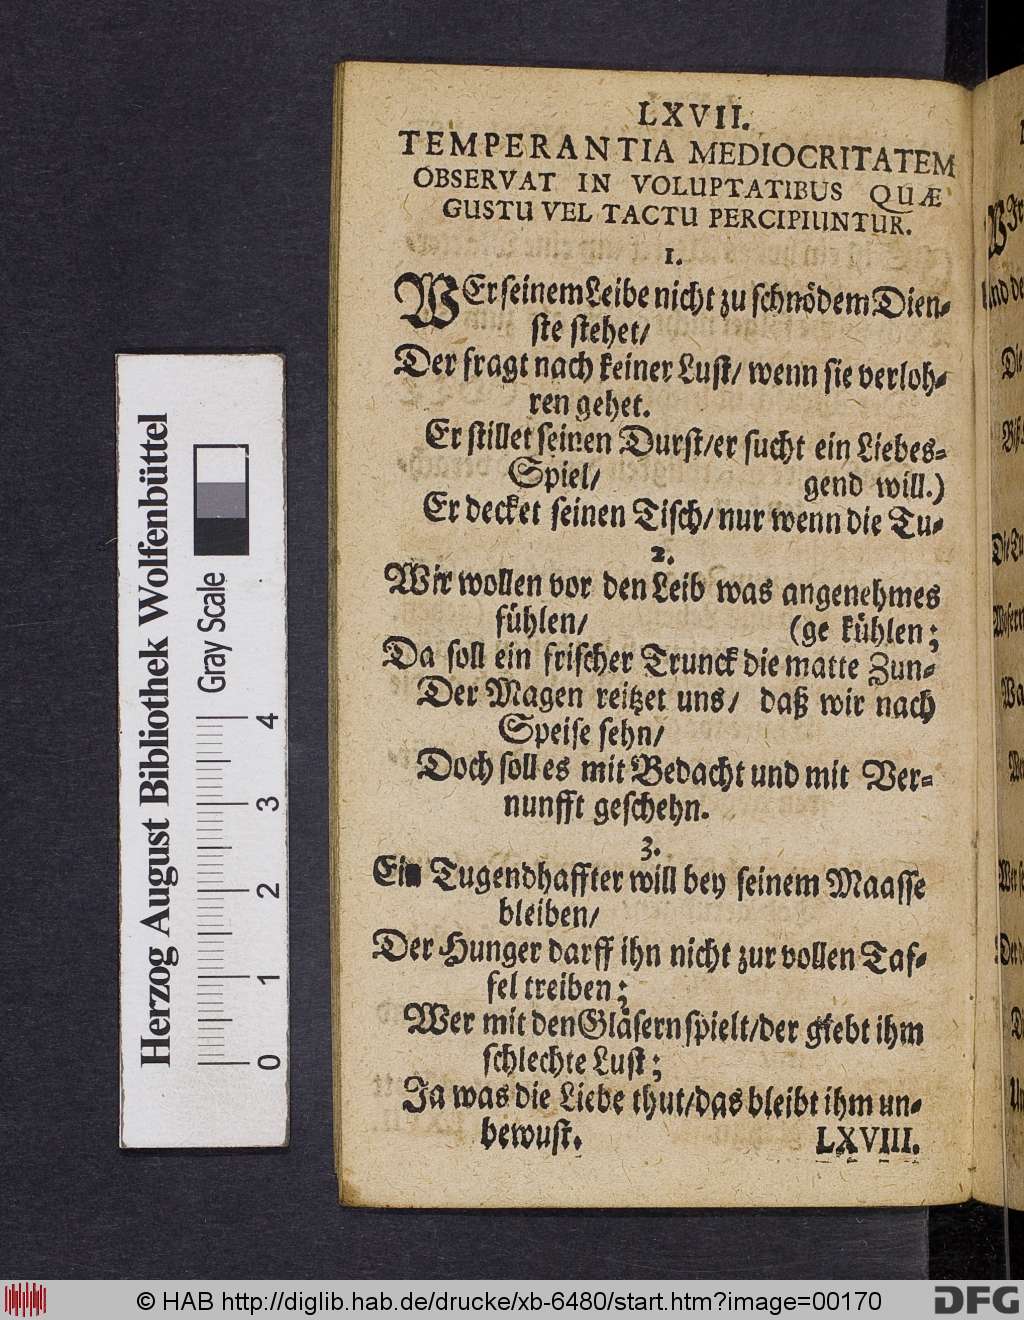 LXVII.
TEMPERANTIA MEDIOCRITATEM
OBSERVAT IN VOLUPTATIBUS QUÆ
GUSTU VEL TACTU PERCIPIUNTUR.
1.
WEr seinem Leibe nicht zu schnödem Dien-
ste stehet/
Der fragt nach keiner Lust/ wenn sie verloh-
ren gehet.
Er stillet seinen Durst/er sucht ein Liebes-
Spiel/ gend will.)
Er decket seinen Tisch/nur wenn die Tu-
2.
Wir wollen vor den Leib was angenehmes
fühlen/ (ge kühlen;
Da soll ein frischer Trunck die matte Zun-
Der Magen reitzet uns/ daß wir nach
Speise sehn/
Doch soll es mit Bedacht und mit Ver-
nunfft geschehn.
3.
Ein Tugendhaffter will bey seinem Maasse
bleiben/
Der Hunger darff ihn nicht zur vollen Taf-
fel treiben;
Wer mit den Gläsern spielt/der giebt ihm
schlechte Lust;
Ja was die Liebe thut/das bleibt ihm un-
bewust. LXVIII.
Herzog August Bibliothek Wolfenbüttel
Gray Scale
0 1 2 3 4
© HAB http://diglib.hab.de/drucke/xb-6480/start.htm?image=00170
DFG